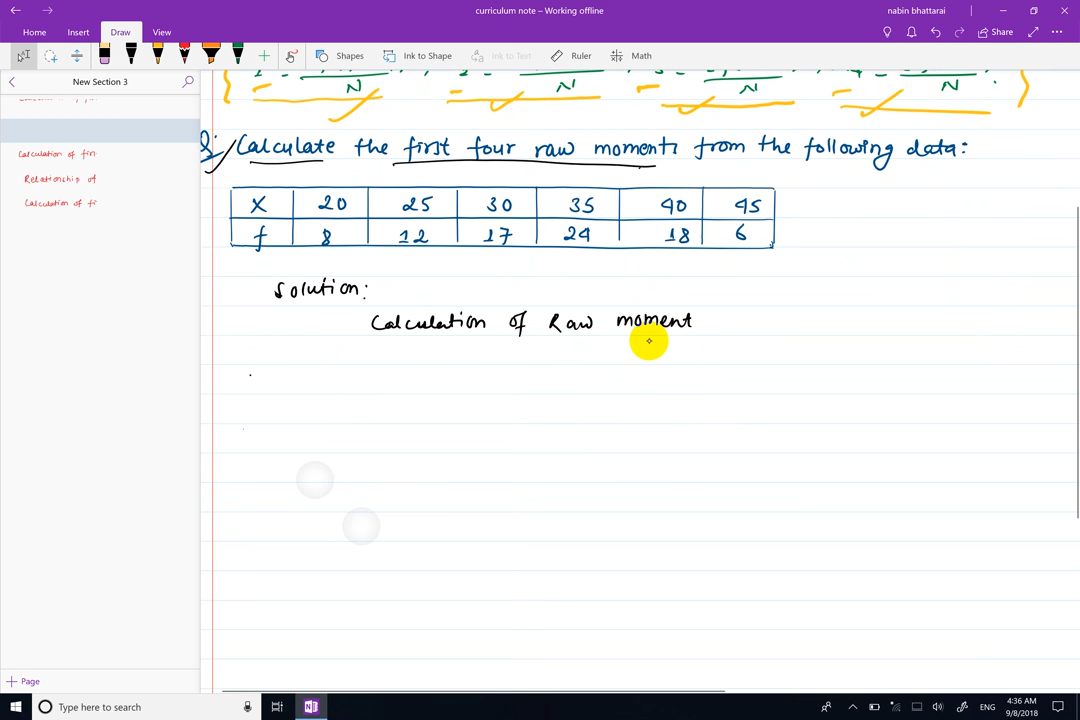 curriculum note – Working offline
nabin bhattarai
Home Insert Draw View
Share
Shapes Ink to Shape Ink to Text Ruler Math
New Section 3
N N N N
Calculation of fin
Relationship of
Calculation of fi
Q: Calculate the first four raw moments from the following data:
X 20 25 30 35 40 45
f 8 12 17 24 18 6
Solution:
Calculation of Raw moment
+ Page
Type here to search
ENG
4:36 AM
9/8/2018